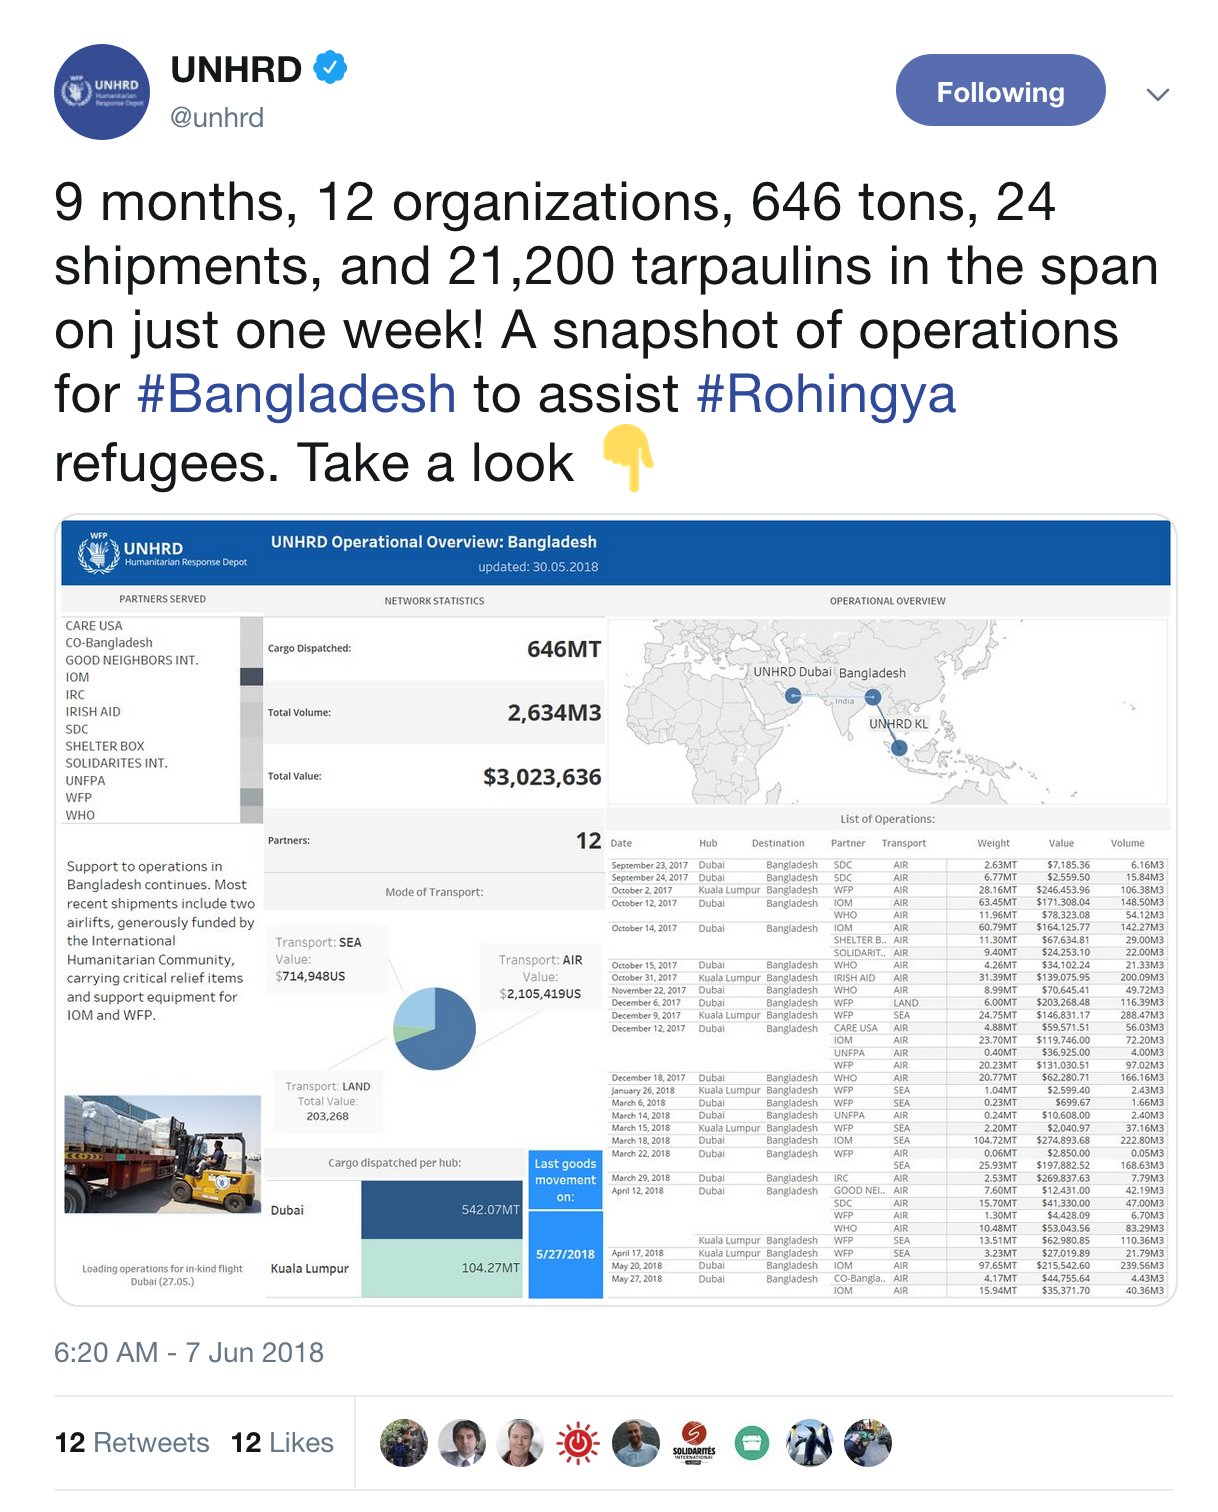 UNHRD
@unhrd
Following
WFP
UNHRD
Humanitarian
Response Depot
9 months, 12 organizations, 646 tons, 24
shipments, and 21,200 tarpaulins in the span
on just one week! A snapshot of operations
for #Bangladesh to assist #Rohingya
refugees. Take a look
WFP
UNHRD
Humanitarian Response Depot
UNHRD Operational Overview: Bangladesh
updated: 30.05.2018
PARTNERS SERVED
CARE USA
CO-Bangladesh
GOOD NEIGHBORS INT.
IOM
IRC
IRISH AID
SDC
SHELTER BOX
SOLIDARITES INT.
UNFPA
WFP
WHO
Support to operations in
Bangladesh continues. Most
recent shipments include two
airlifts, generously funded by
the International
Humanitarian Community,
carrying critical relief items
and support equipment for
IOM and WFP.
Loading operations for in-kind flight
Dubai (27.05.)
NETWORK STATISTICS
Cargo Dispatched: 646MT
Total Volume: 2,634M3
Total Value: $3,023,636
Partners: 12
Mode of Transport:
Transport: SEA
Value:
$714,948US
Transport: AIR
Value:
$2,105,419US
Transport: LAND
Total Value:
203,268
Cargo dispatched per hub:
Dubai 542.07MT
Kuala Lumpur 104.27MT
Last goods
movement
on:
5/27/2018
OPERATIONAL OVERVIEW
UNHRD Dubai Bangladesh
India
UNHRD KL
List of Operations:
Date Hub Destination Partner Transport Weight Value Volume
September 23, 2017 Dubai Bangladesh SDC AIR 2.63MT $7,185.36 6.16M3
September 24, 2017 Dubai Bangladesh SDC AIR 6.77MT $2,559.50 15.84M3
October 2, 2017 Kuala Lumpur Bangladesh WFP AIR 28.16MT $246,453.96 106.38M3
October 12, 2017 Dubai Bangladesh IOM AIR 63.45MT $171,308.04 148.50M3
WHO AIR 11.96MT $78,323.08 54.12M3
October 14, 2017 Dubai Bangladesh IOM AIR 60.79MT $164,125.77 142.27M3
SHELTER B.. AIR 11.30MT $67,634.81 29.00M3
SOLIDARIT.. AIR 9.40MT $24,253.10 22.00M3
October 15, 2017 Dubai Bangladesh WHO AIR 4.26MT $34,102.24 21.33M3
October 31, 2017 Kuala Lumpur Bangladesh IRISH AID AIR 31.39MT $139,075.95 200.09M3
November 22, 2017 Dubai Bangladesh WHO AIR 8.99MT $70,645.41 49.72M3
December 6, 2017 Dubai Bangladesh WFP LAND 6.00MT $203,268.48 116.39M3
December 9, 2017 Kuala Lumpur Bangladesh WFP SEA 24.75MT $146,831.17 288.47M3
December 12, 2017 Dubai Bangladesh CARE USA AIR 4.88MT $59,571.51 56.03M3
IOM AIR 23.70MT $119,746.00 72.20M3
UNFPA AIR 0.40MT $36,925.00 4.00M3
WFP AIR 20.23MT $131,030.51 97.02M3
December 18, 2017 Dubai Bangladesh WHO AIR 20.77MT $62,280.71 166.16M3
January 26, 2018 Kuala Lumpur Bangladesh WFP SEA 1.04MT $2,599.40 2.43M3
March 6, 2018 Dubai Bangladesh WFP SEA 0.23MT $699.67 1.66M3
March 14, 2018 Dubai Bangladesh UNFPA AIR 0.24MT $10,608.00 2.40M3
March 15, 2018 Kuala Lumpur Bangladesh WFP SEA 2.20MT $2,040.97 37.16M3
March 18, 2018 Dubai Bangladesh IOM SEA 104.72MT $274,893.68 222.80M3
March 22, 2018 Dubai Bangladesh WFP AIR 0.06MT $2,850.00 0.05M3
SEA 25.93MT $197,882.52 168.63M3
March 29, 2018 Dubai Bangladesh IRC AIR 2.53MT $269,837.63 7.79M3
April 12, 2018 Dubai Bangladesh GOOD NEI.. AIR 7.60MT $12,431.00 42.19M3
SDC AIR 15.70MT $41,330.00 47.00M3
WFP AIR 1.30MT $4,428.09 6.70M3
WHO AIR 10.48MT $53,043.56 83.29M3
Kuala Lumpur Bangladesh WFP SEA 13.51MT $62,980.85 110.36M3
April 17, 2018 Kuala Lumpur Bangladesh WFP SEA 3.23MT $27,019.89 21.79M3
May 20, 2018 Dubai Bangladesh IOM AIR 97.65MT $215,542.60 239.56M3
May 27, 2018 Dubai Bangladesh CO-Bangla.. AIR 4.17MT $44,755.64 4.43M3
IOM AIR 15.94MT $35,371.70 40.36M3
6:20 AM - 7 Jun 2018
12 Retweets 12 Likes
SOLIDARITÉS
INTERNATIONAL